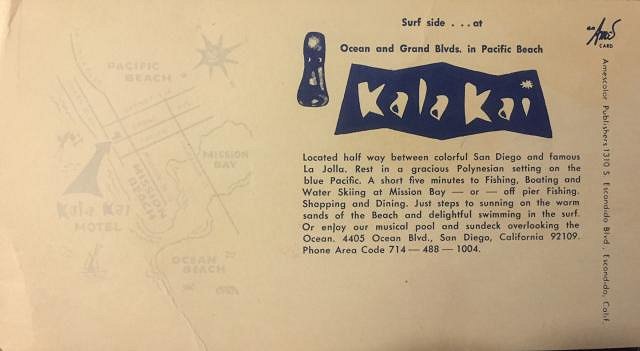 Surf side . . . at
Ocean and Grand Blvds. in Pacific Beach
Kala Kai
Located half way between colorful San Diego and famous
La Jolla. Rest in a gracious Polynesian setting on the
blue Pacific. A short five minutes to Fishing, Boating and
Water Skiing at Mission Bay — or — off pier Fishing.
Shopping and Dining. Just steps to sunning on the warm
sands of the Beach and delightful swimming in the surf.
Or enjoy our musical pool and sundeck overlooking the
Ocean. 4405 Ocean Blvd., San Diego, California 92109.
Phone Area Code 714 — 488 — 1004.
PACIFIC
BEACH
MISSION
BAY
MISSION
BEACH
Kala Kai
MOTEL
OCEAN
BEACH
CARD
Amescolor Publishers: 1310 S. Escondido Blvd., Escondido, Calif.